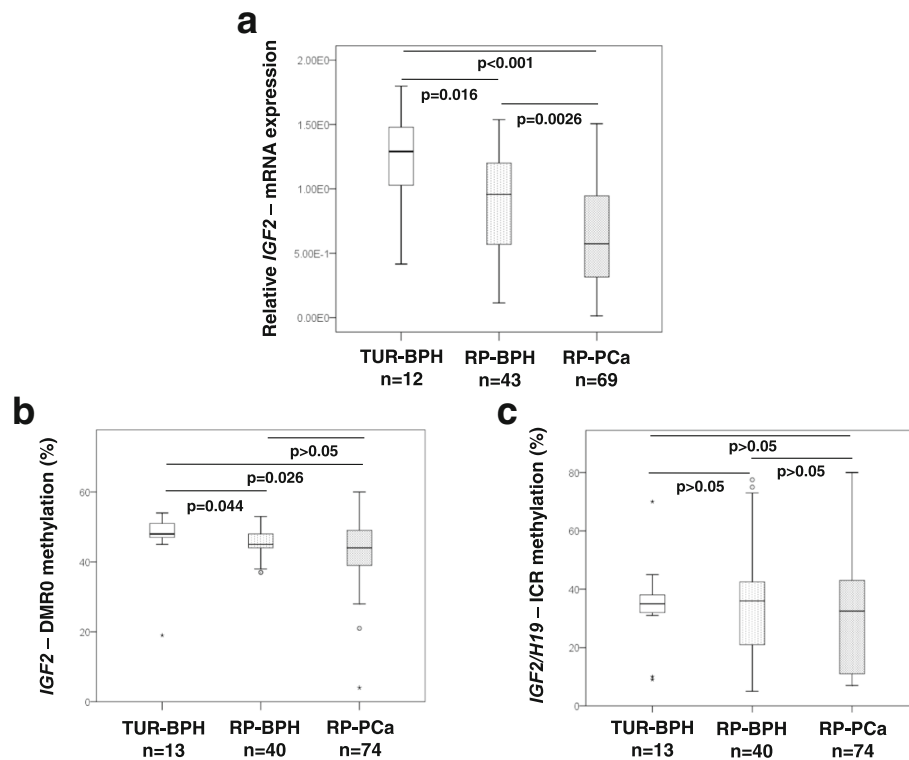 a
Relative IGF2 – mRNA expression
2.00E0
1.50E0
1.00E0
5.00E-1
0.00E0
p<0.001
p=0.016
p=0.0026
TUR-BPH RP-BPH RP-PCa
n=12 n=43 n=69
b
IGF2 – DMR0 methylation (%)
60
40
20
0
p>0.05
p=0.026
p=0.044
TUR-BPH RP-BPH RP-PCa
n=13 n=40 n=74
c
IGF2/H19 – ICR methylation (%)
80
60
40
20
0
p>0.05
p>0.05 p>0.05
TUR-BPH RP-BPH RP-PCa
n=13 n=40 n=74